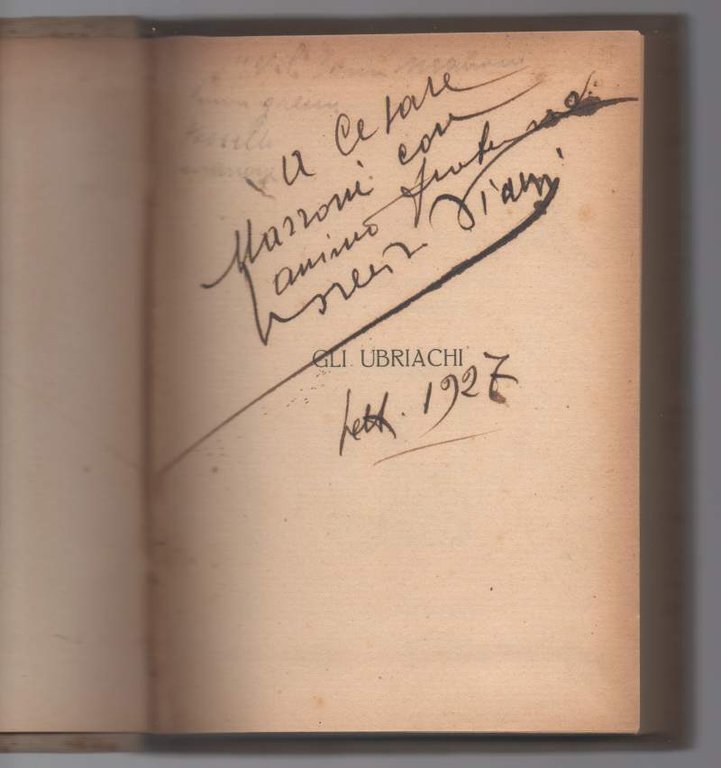 A Cesare
Marroni con
animo fraterno
Lorenzo Viani
GLI UBRIACHI
Sett. 1927